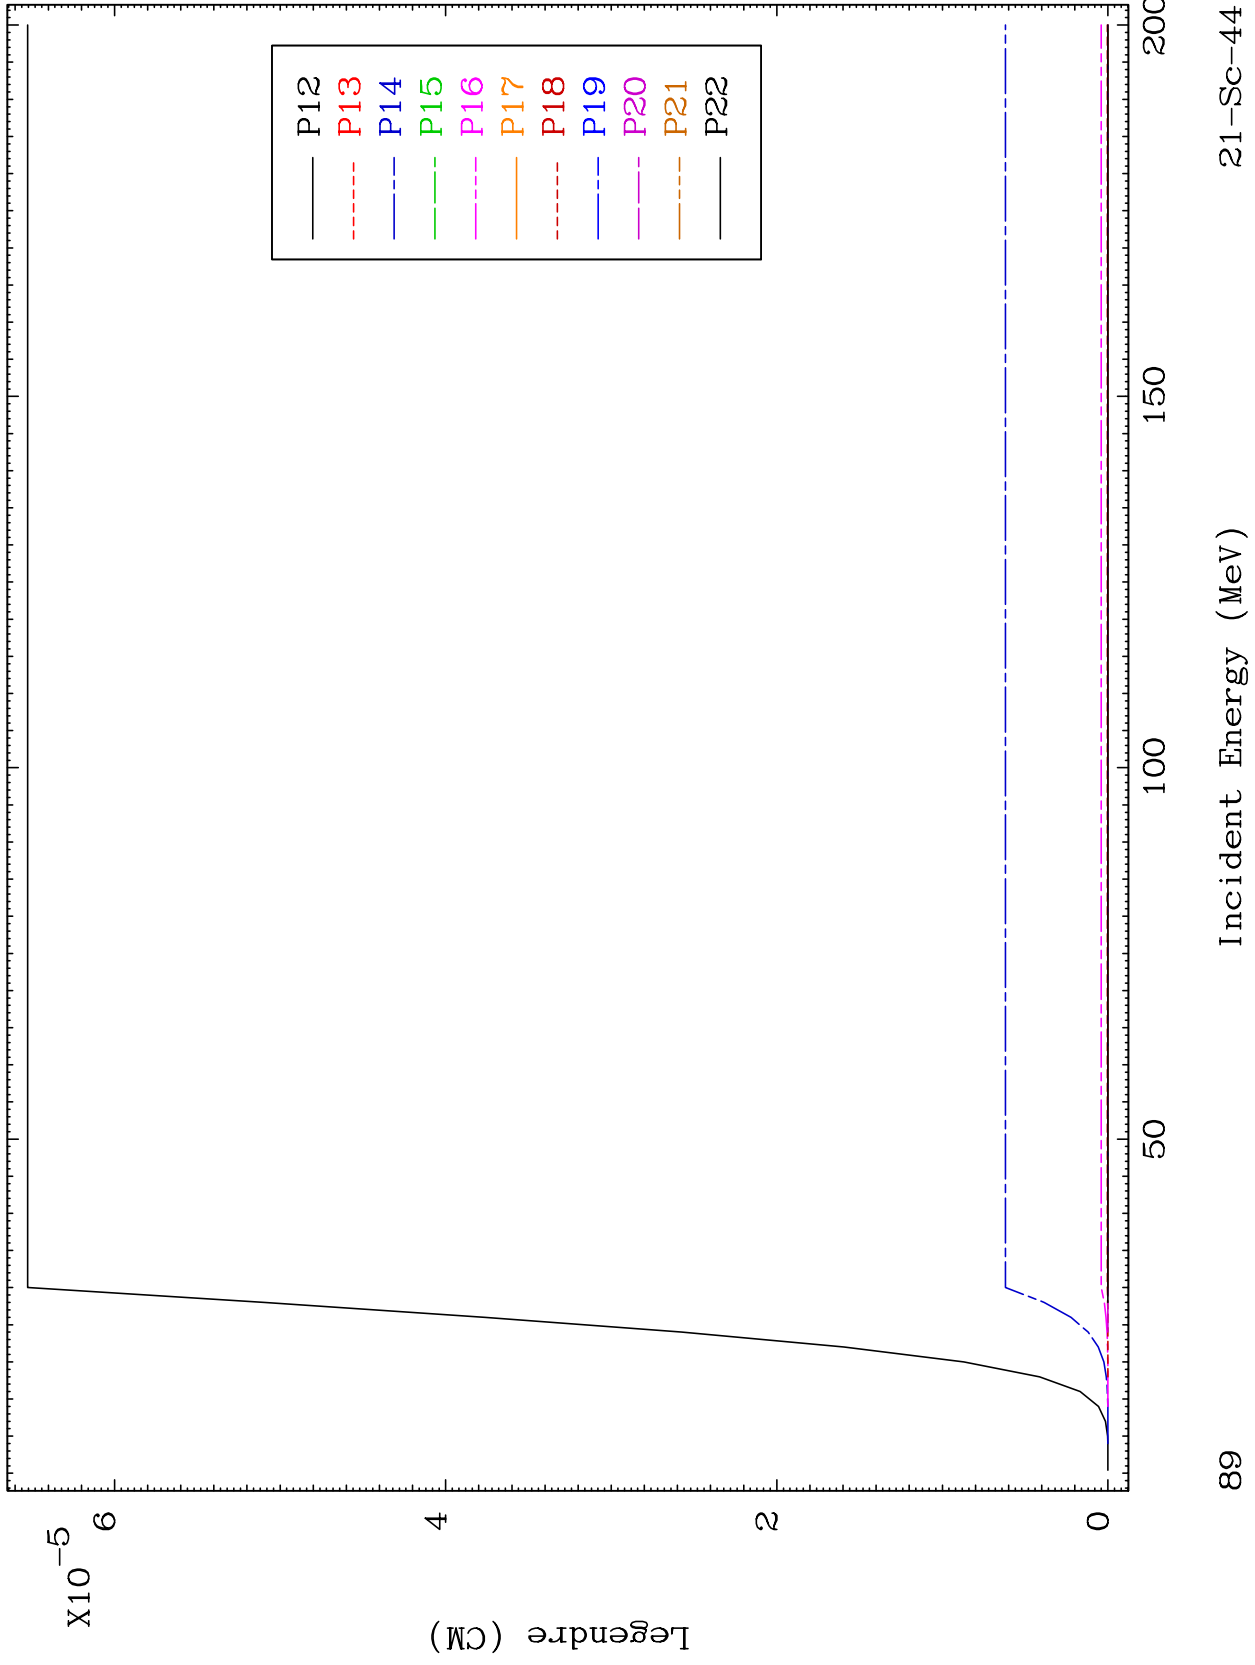 X10-5
6
4
2
0
Legendre (CM)
P12
P13
P14
P15
P16
P17
P18
P19
P20
P21
P22
50
100
150
200
Incident Energy (MeV)
89
21-Sc-44